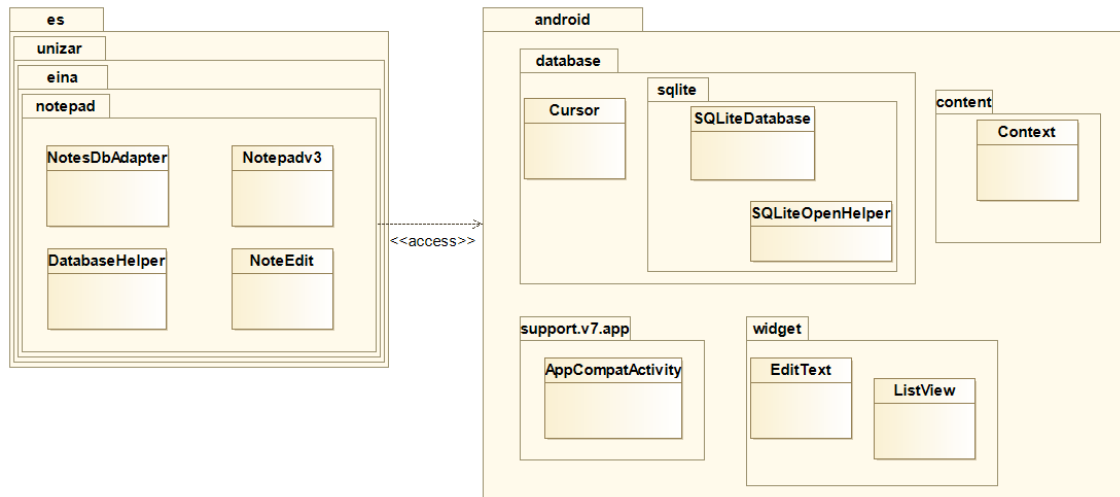 es
unizar
eina
notepad
NotesDbAdapter
Notepadv3
DatabaseHelper
NoteEdit
<<access>>
android
database
sqlite
Cursor
SQLiteDatabase
SQLiteOpenHelper
content
Context
support.v7.app
AppCompatActivity
widget
EditText
ListView